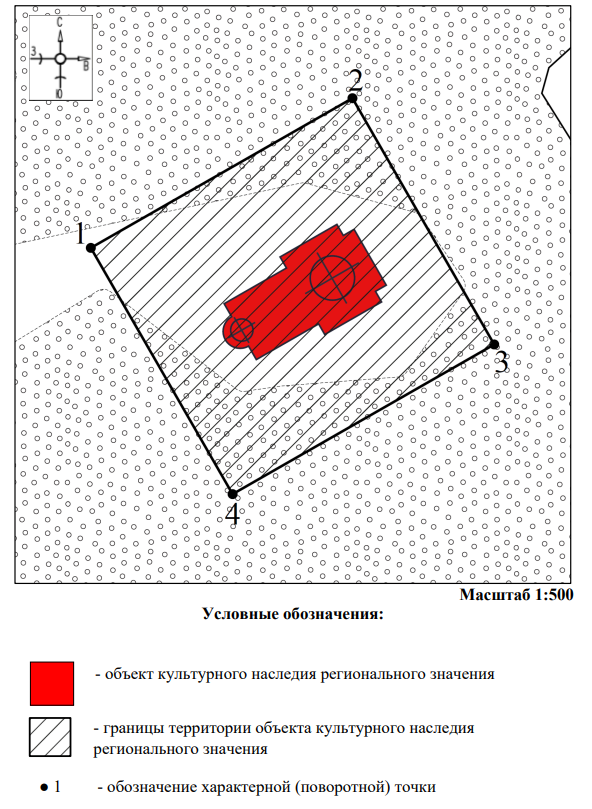 С
З
В
Ю
2
1
3
4
Масштаб 1:500
Условные обозначения:
- объект культурного наследия регионального значения
- границы территории объекта культурного наследия
регионального значения
● 1 - обозначение характерной (поворотной) точки